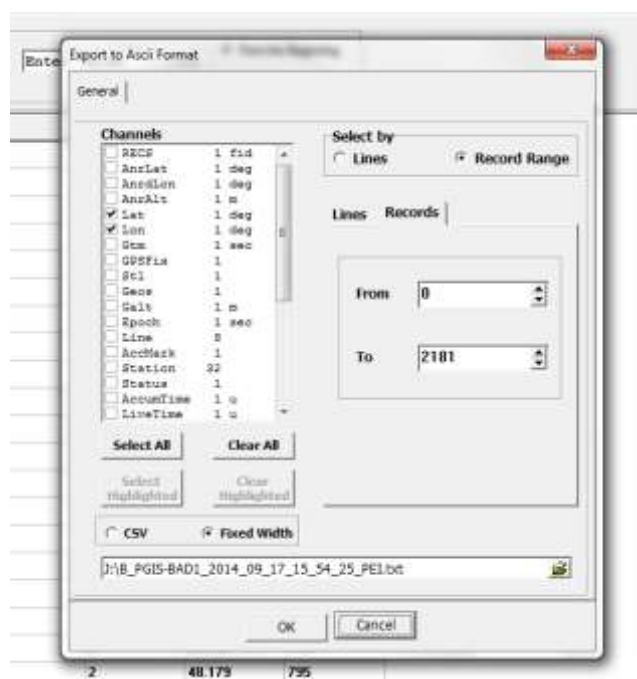 Ente
Export to Ascii Format
General
Channels
RECS 1 fid
AnrLat 1 deg
AnrdLon 1 deg
AnrAlt 1 m
Lat 1 deg
Lon 1 deg
Gtm 1 sec
GPSFix 1
Stl 1
Geos 1
Galt 1 m
Epoch 1 sec
Line 8
AccMark 1
Station 32
Status 1
AccumTime 1 u
LiveTime 1 u
Select All
Clear All
Select Highlighted
Clear Highlighted
CSV
Fixed Width
Select by
Lines
Record Range
Lines
Records
From 0
To 2181
J:\B_PGIS-BAD1_2014_09_17_15_54_25_PEI.txt
OK
Cancel
2 48.179 795